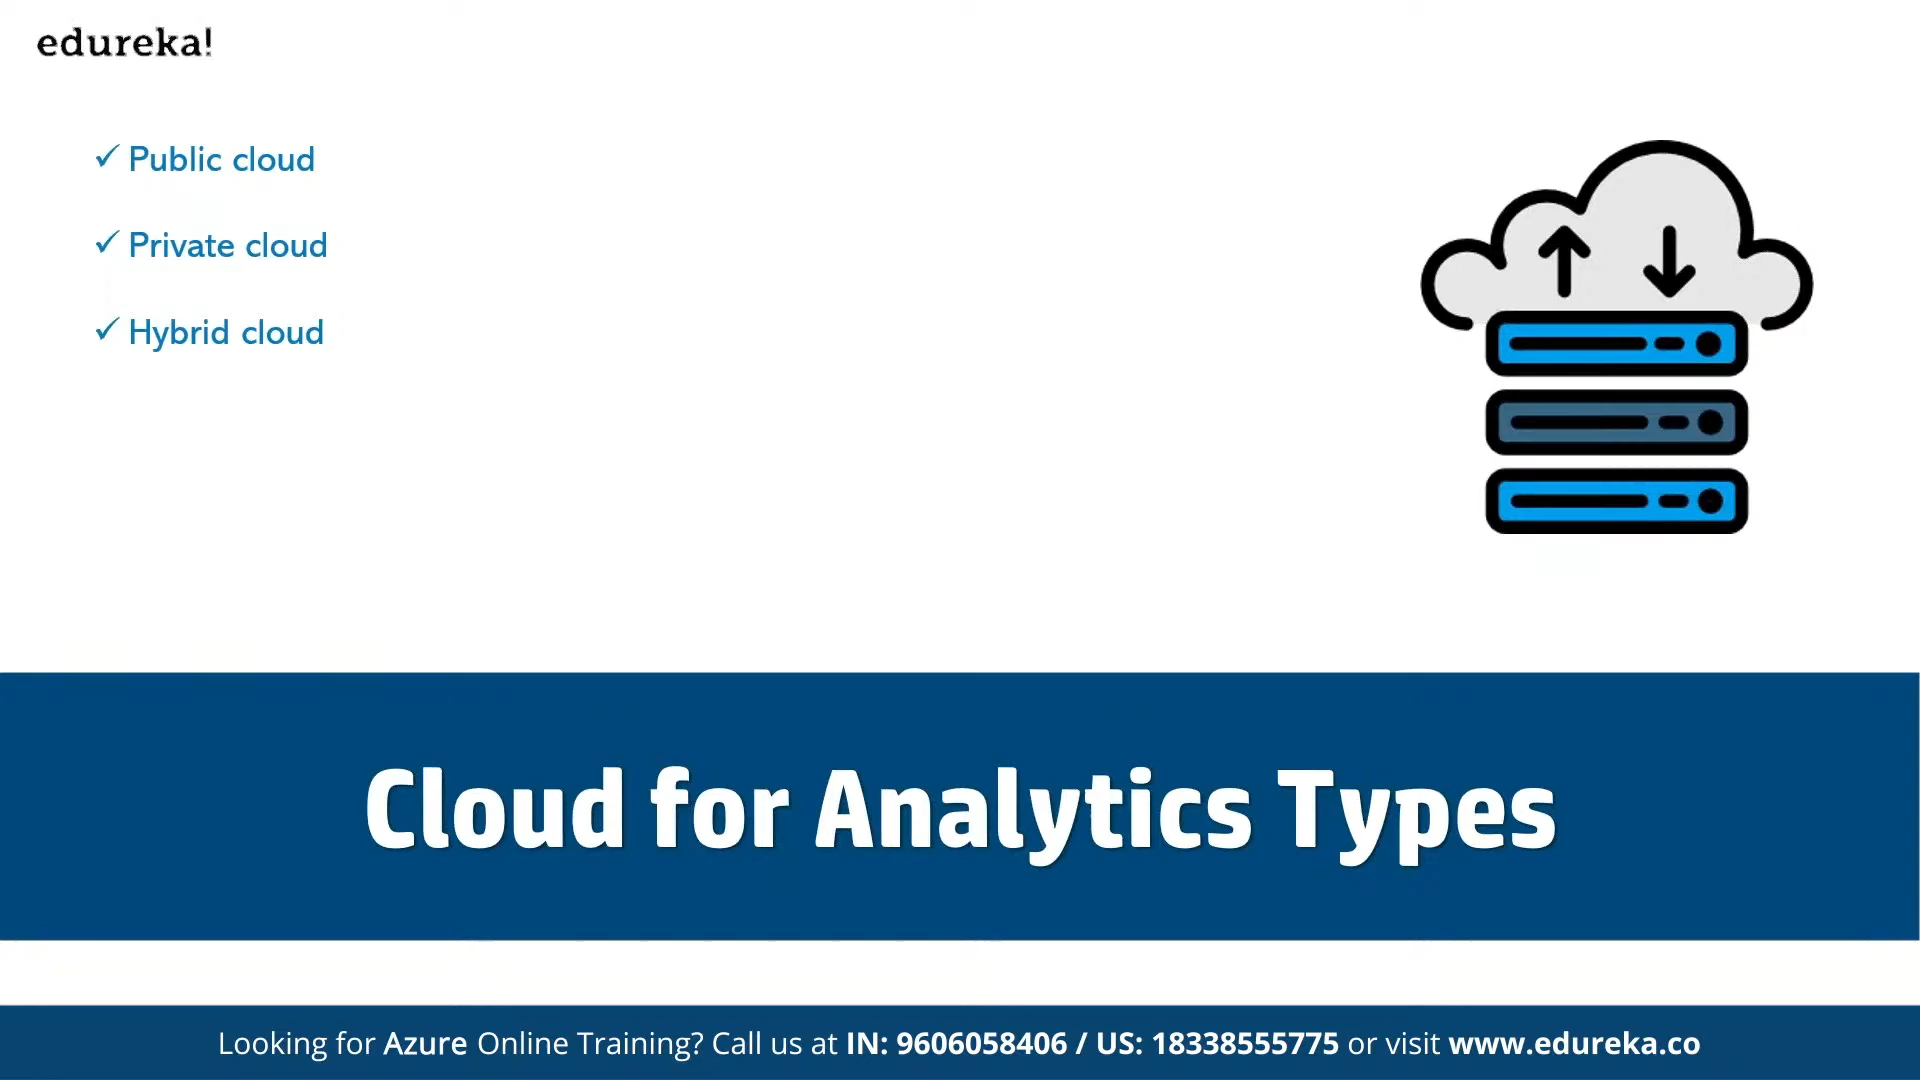 edureka!
✓ Public cloud
✓ Private cloud
✓ Hybrid cloud
Cloud for Analytics Types
Looking for Azure Online Training? Call us at IN: 9606058406 / US: 18338555775 or visit www.edureka.co